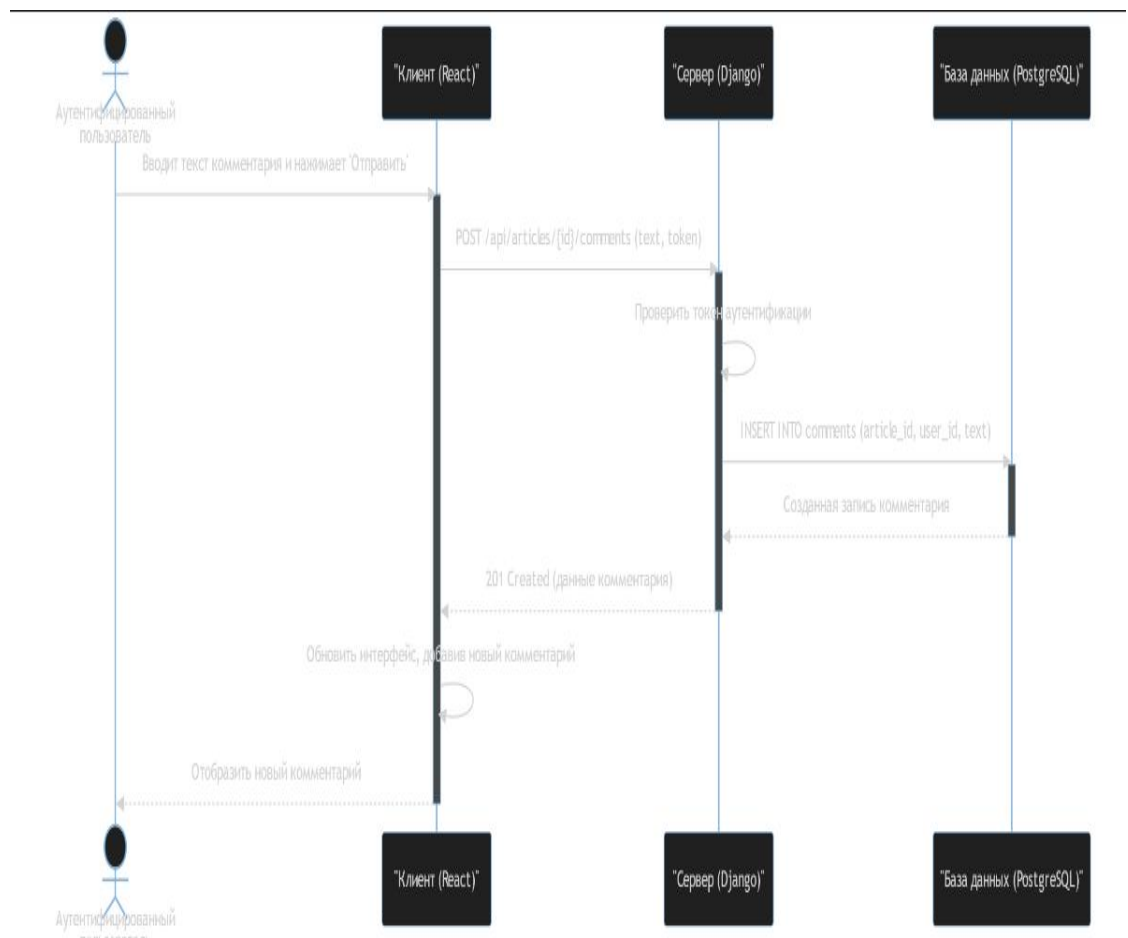 "Клиент (React)"
"Сервер (Django)"
"База данных (PostgreSQL)"
Аутентифицированный
пользователь
Вводит текст комментария и нажимает 'Отправить'
POST /api/articles/{id}/comments (text, token)
Проверить токен аутентификации
INSERT INTO comments (article_id, user_id, text)
Созданная запись комментария
201 Created (данные комментария)
Обновить интерфейс, добавив новый комментарий
Отобразить новый комментарий
"Клиент (React)"
"Сервер (Django)"
"База данных (PostgreSQL)"
Аутентифицированный